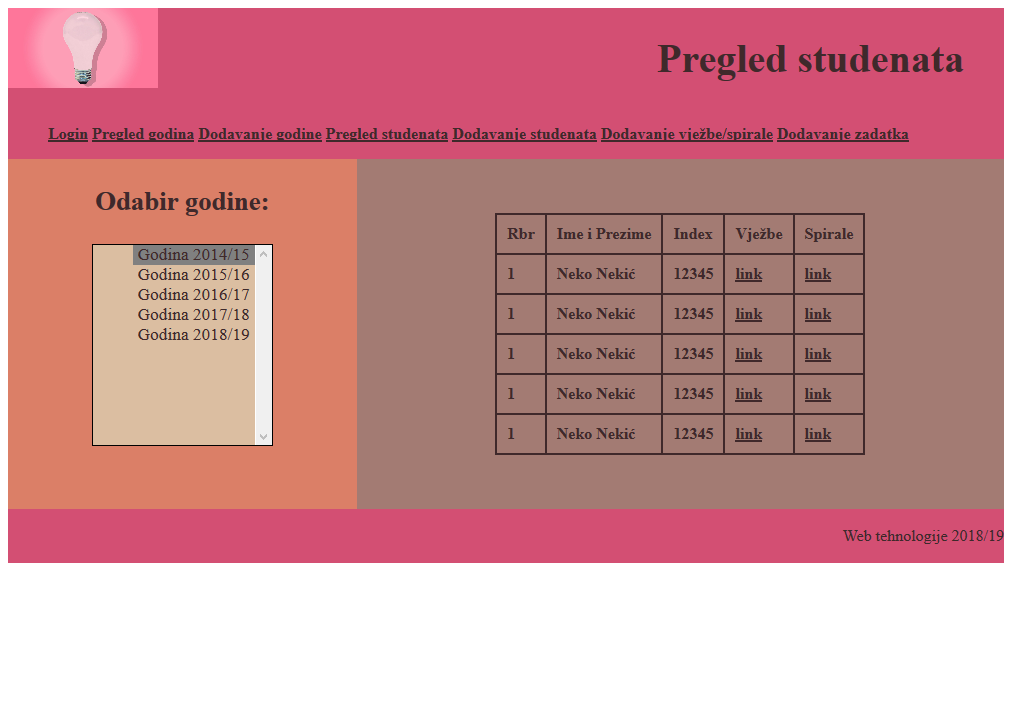 Pregled studenata
Login Pregled godina Dodavanje godine Pregled studenata Dodavanje studenata Dodavanje vježbe/spirale Dodavanje zadatka
Odabir godine:
Godina 2014/15
Godina 2015/16
Godina 2016/17
Godina 2017/18
Godina 2018/19
Rbr Ime i Prezime Index Vježbe Spirale
1 Neko Nekić 12345 link link
1 Neko Nekić 12345 link link
1 Neko Nekić 12345 link link
1 Neko Nekić 12345 link link
1 Neko Nekić 12345 link link
Web tehnologije 2018/19